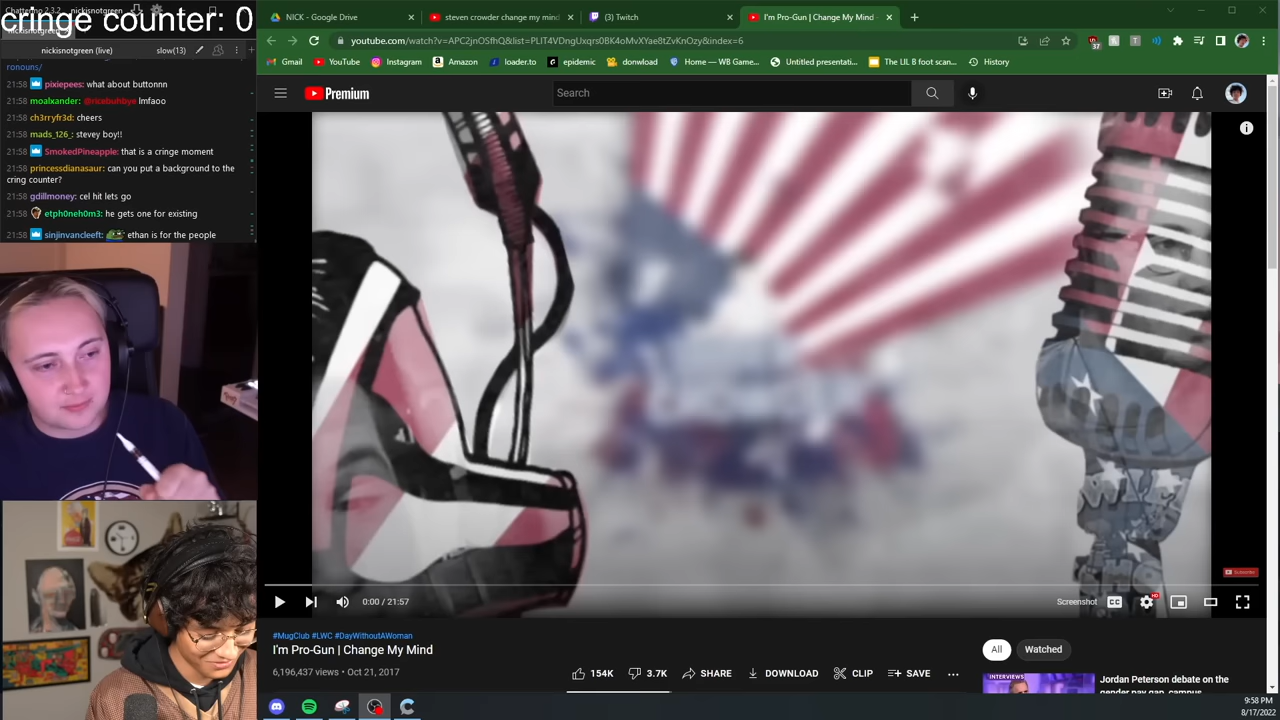 cringe counter: 0
nickisnotgreen (live)
slow(13)
ronouns/
21:58 pixiepees: what about buttonnn
21:58 moalxander: @ricebuhbye lmfaoo
21:58 ch3rryfr3d: cheers
21:58 mads_126_: stevey boy!!
21:58 SmokedPineapple: that is a cringe moment
21:58 princessdianasaur: can you put a background to the
cring counter?
21:58 gdillmoney: cel hit lets go
21:58 etph0neh0m3: he gets one for existing
21:58 sinjinvancleeft: ethan is for the people
NICK - Google Drive
steven crowder change my mind
(3) Twitch
I'm Pro-Gun | Change My Mind -
youtube.com/watch?v=APC2jnOSfhQ&list=PLIT4VDngUxqrs0BK4oMvXYae8tZvKnOzy&index=6
37
Gmail
YouTube
Instagram
Amazon
loader.to
epidemic
donwload
Home — WB Game...
Untitled presentati...
The LIL B foot scan...
History
Premium
Search
Subscribe
0:00 / 21:57
Screenshot
CC
HD
#MugClub #LWC #DayWithoutAWoman
I'm Pro-Gun | Change My Mind
6,196,437 views • Oct 21, 2017
154K
3.7K
SHARE
DOWNLOAD
CLIP
SAVE
All
Watched
INTERVIEWS
Jordan Peterson debate on the
gender pay gap, campus
9:58 PM
8/17/2022